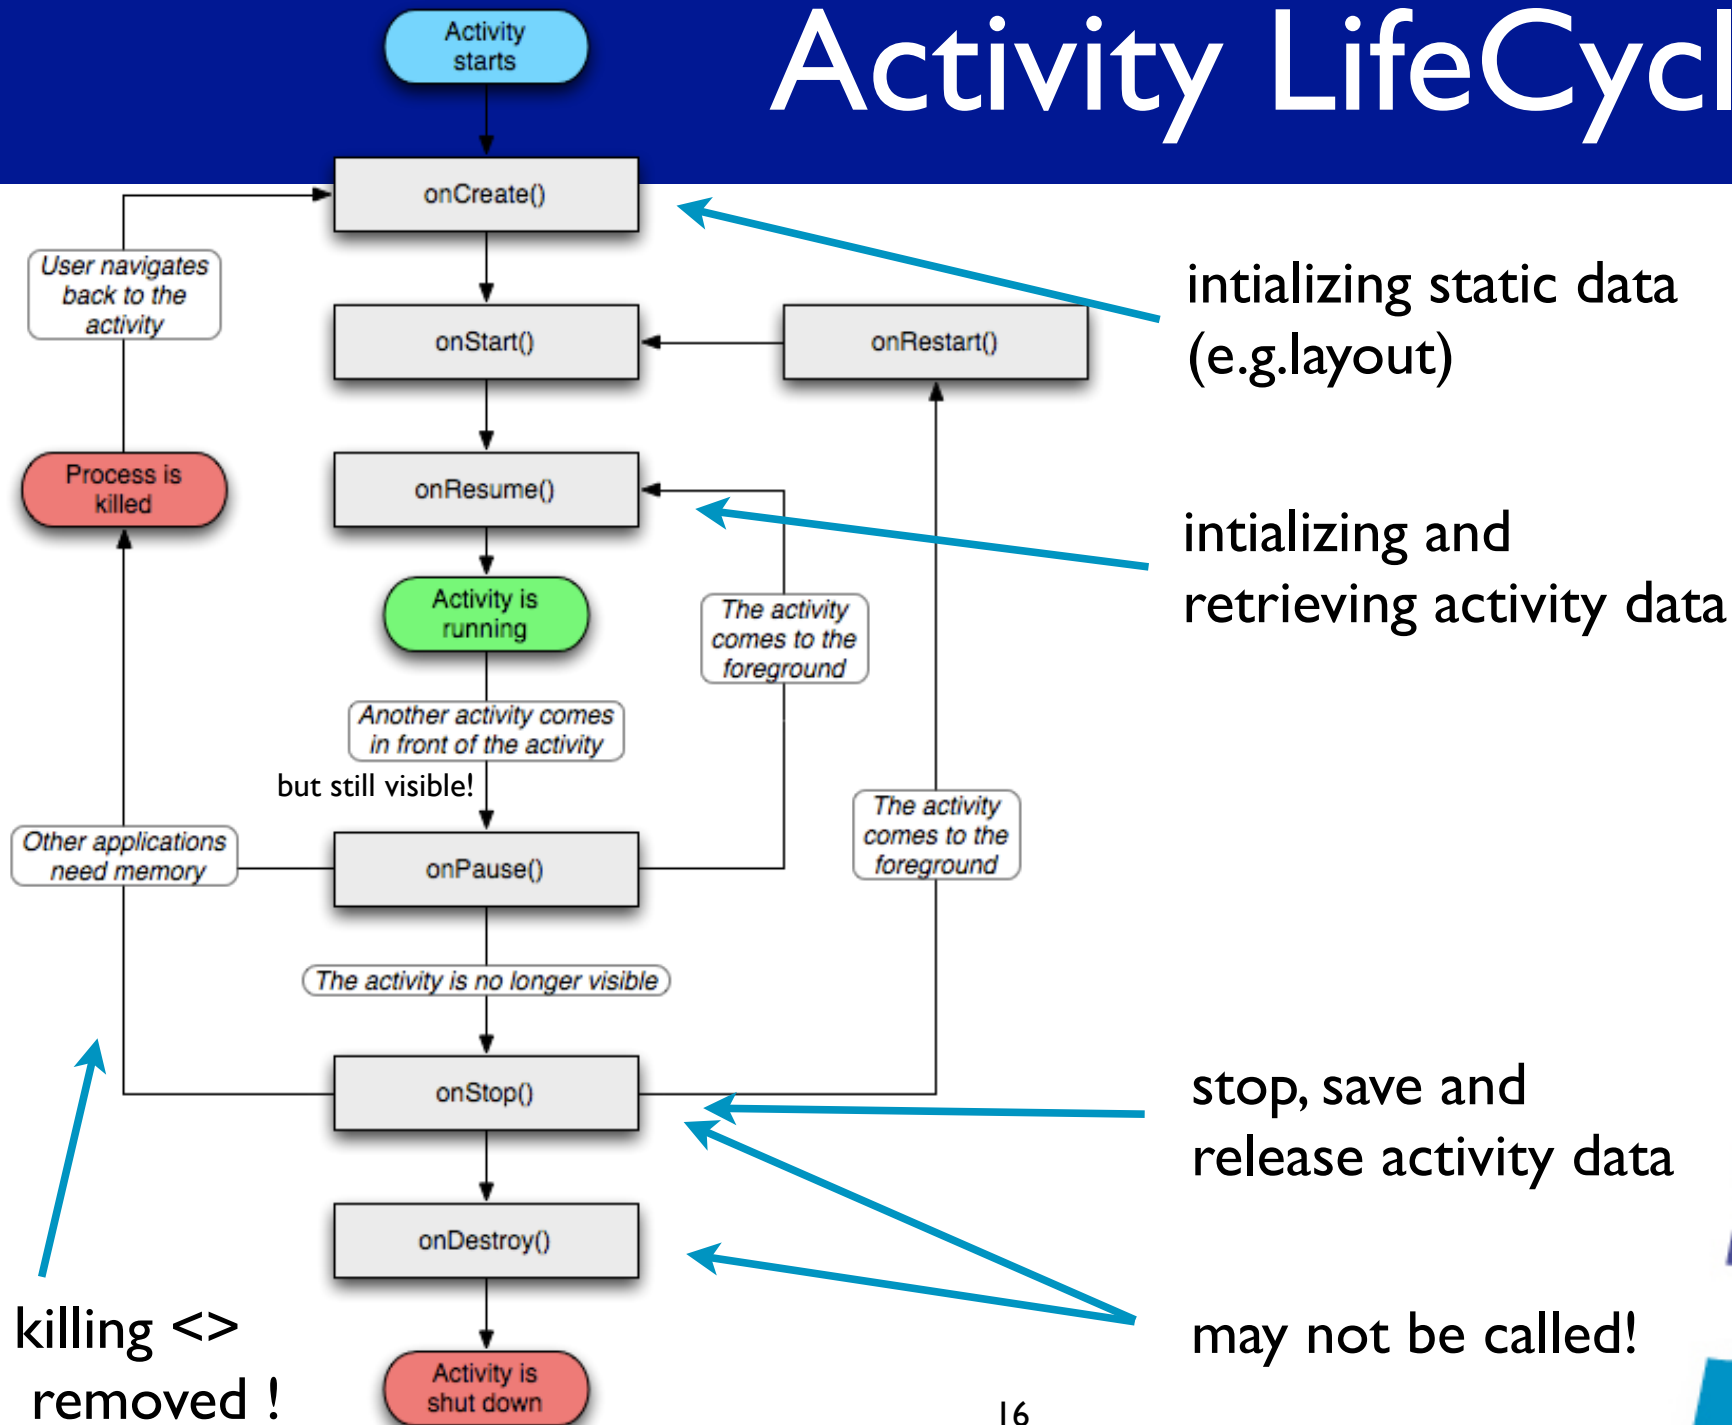 Activity LifeCycl
Activity
starts
onCreate()
User navigates
back to the
activity
intializing static data
(e.g.layout)
onStart()
onRestart()
Process is
killed
onResume()
intializing and
retrieving activity data
Activity is
running
The activity
comes to the
foreground
Another activity comes
in front of the activity
but still visible!
The activity
comes to the
foreground
Other applications
need memory
onPause()
The activity is no longer visible
onStop()
stop, save and
release activity data
onDestroy()
killing <>
removed !
may not be called!
Activity is
shut down
16